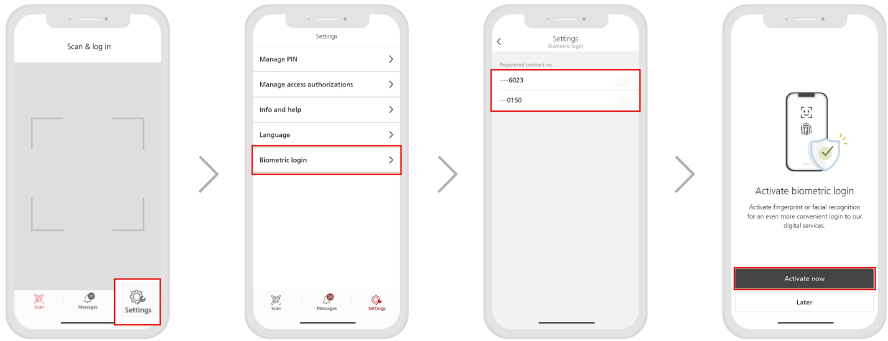 Scan & log in
Scan
Messages
Settings
Settings
Manage PIN
Manage access authorizations
Info and help
Language
Biometric login
Scan
Messages
Settings
Settings
Biometric login
Registered contract no.
····6023
····0150
Activate biometric login
Activate fingerprint or facial recognition
for an even more convenient login to our
digital services.
Activate now
Later